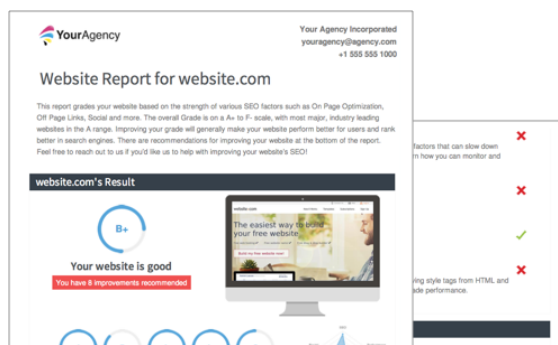 YourAgency
Your Agency Incorporated
youragency@agency.com
+1 555 555 1000
Website Report for website.com
This report grades your website based on the strength of various SEO factors such as On Page Optimization,
Off Page Links, Social and more. The overall Grade is on a A+ to F- scale, with most major, industry leading
websites in the A range. Improving your grade will generally make your website perform better for users and rank
better in search engines. There are recommendations for improving your website at the bottom of the report.
Feel free to reach out to us if you'd like us to help with improving your website's SEO!
website.com's Result
B+
Your website is good
You have 8 improvements recommended
website.com
The easiest way to build
your free website
Build my free website now!
SEO
factors that can slow down
n how you can monitor and
ing style tags from HTML and
ade performance.